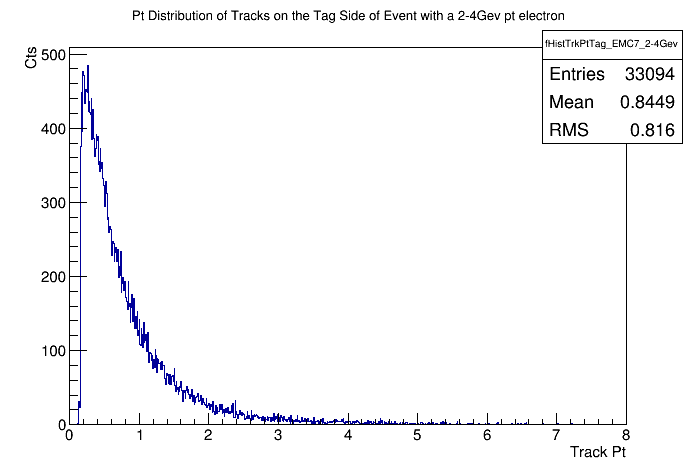 Pt Distribution of Tracks on the Tag Side of Event with a 2-4Gev pt electron
fHistTrkPtTag_EMC7_2-4Gev
Entries 33094
Mean 0.8449
RMS 0.816
Cts
500
400
300
200
100
0
0 1 2 3 4 5 6 7 8
Track Pt